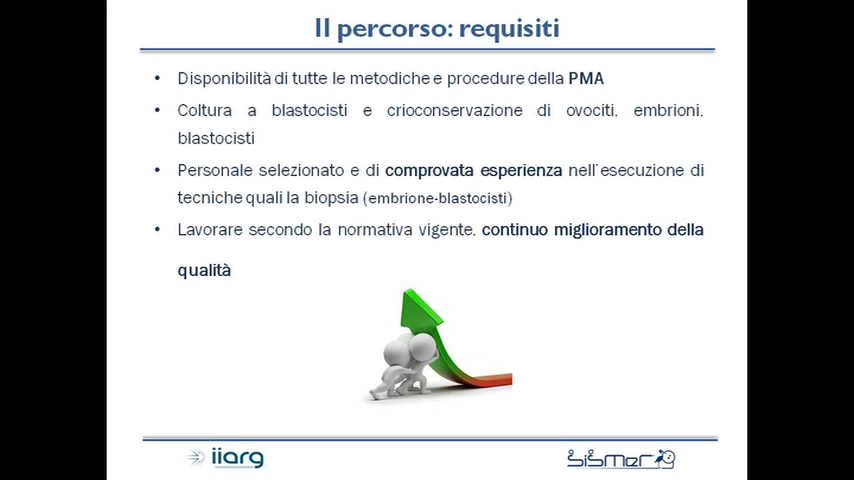 Il percorso: requisiti
• Disponibilità di tutte le metodiche e procedure della PMA
• Coltura a blastocisti e crioconservazione di ovociti, embrioni,
blastocisti
• Personale selezionato e di comprovata esperienza nell'esecuzione di
tecniche quali la biopsia (embrione-blastocisti)
• Lavorare secondo la normativa vigente, continuo miglioramento della
qualità
iiarg
SiSMer